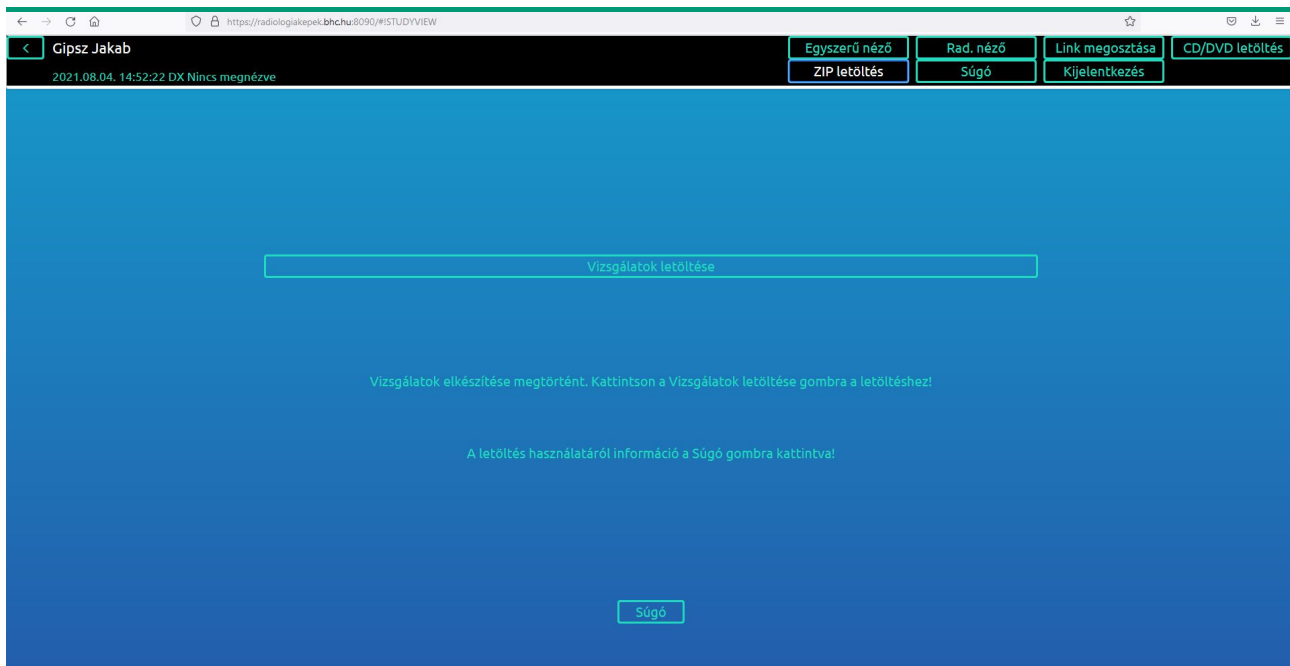 https://radiologiakepek.bhc.hu:8090/#!STUDYVIEW
Gipsz Jakab
Egyszerű néző
Rad. néző
Link megosztása
CD/DVD letöltés
2021.08.04. 14:52:22 DX Nincs megnézve
ZIP letöltés
Súgó
Kijelentkezés
Vizsgálatok letöltése
Vizsgálatok elkészítése megtörtént. Kattintson a Vizsgálatok letöltése gombra a letöltéshez!
A letöltés használatáról információ a Súgó gombra kattintva!
Súgó